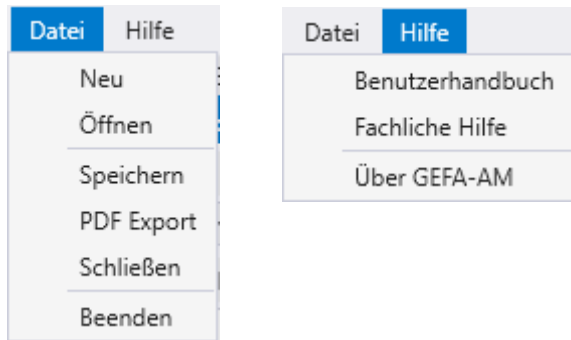 Datei Hilfe
Neu
Öffnen
Speichern
PDF Export
Schließen
Beenden
Datei Hilfe
Benutzerhandbuch
Fachliche Hilfe
Über GEFA-AM